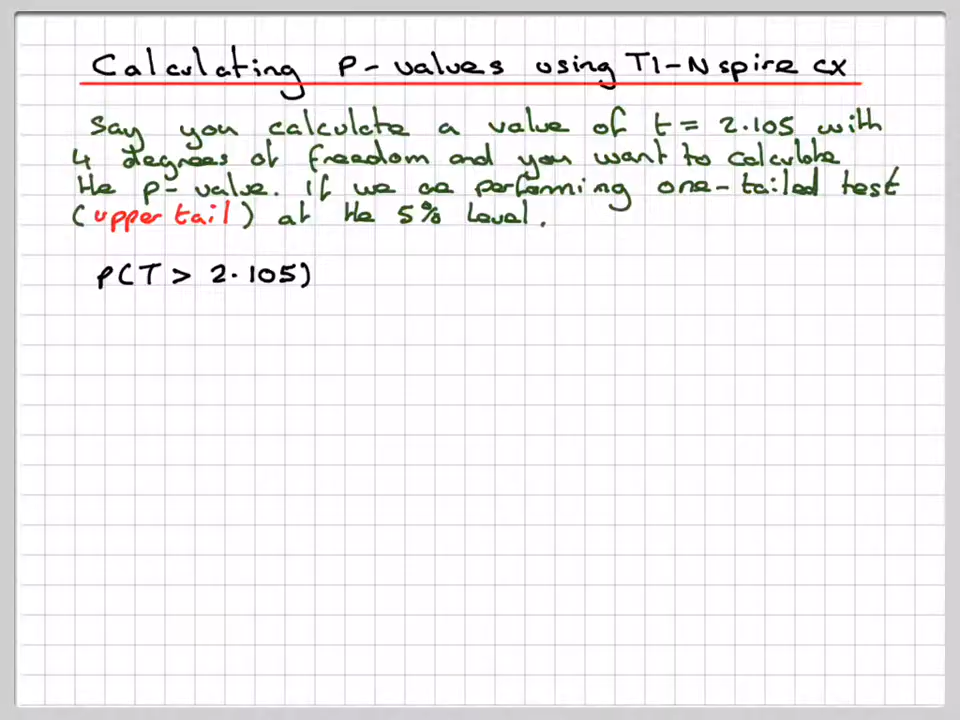 Calculating P-values using TI-Nspire cx
Say you calculate a value of t = 2.105 with
4 degrees of freedom and you want to calculate
the p-value. If we are performing one-tailed test
(upper tail) at the 5% level.
P(T > 2.105)